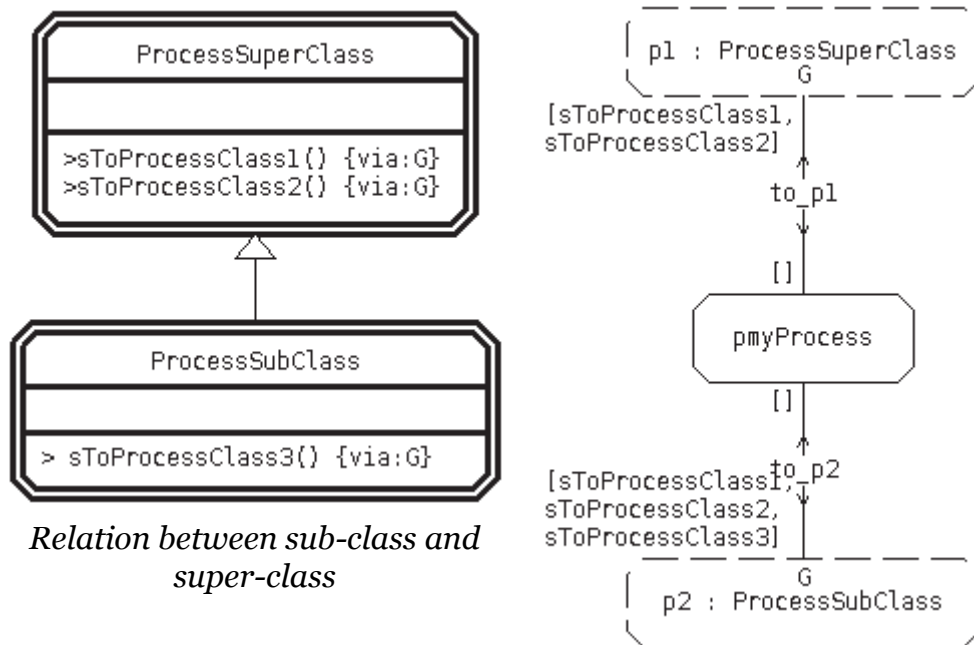 ProcessSuperClass
>sToProcessClass1() {via:G}
>sToProcessClass2() {via:G}
ProcessSubClass
> sToProcessClass3() {via:G}
Relation between sub-class and
super-class
p1 : ProcessSuperClass
G
[sToProcessClass1,
sToProcessClass2]
to_p1
[]
pmyProcess
[]
to_p2
[sToProcessClass1,
sToProcessClass2,
sToProcessClass3]
G
p2 : ProcessSubClass